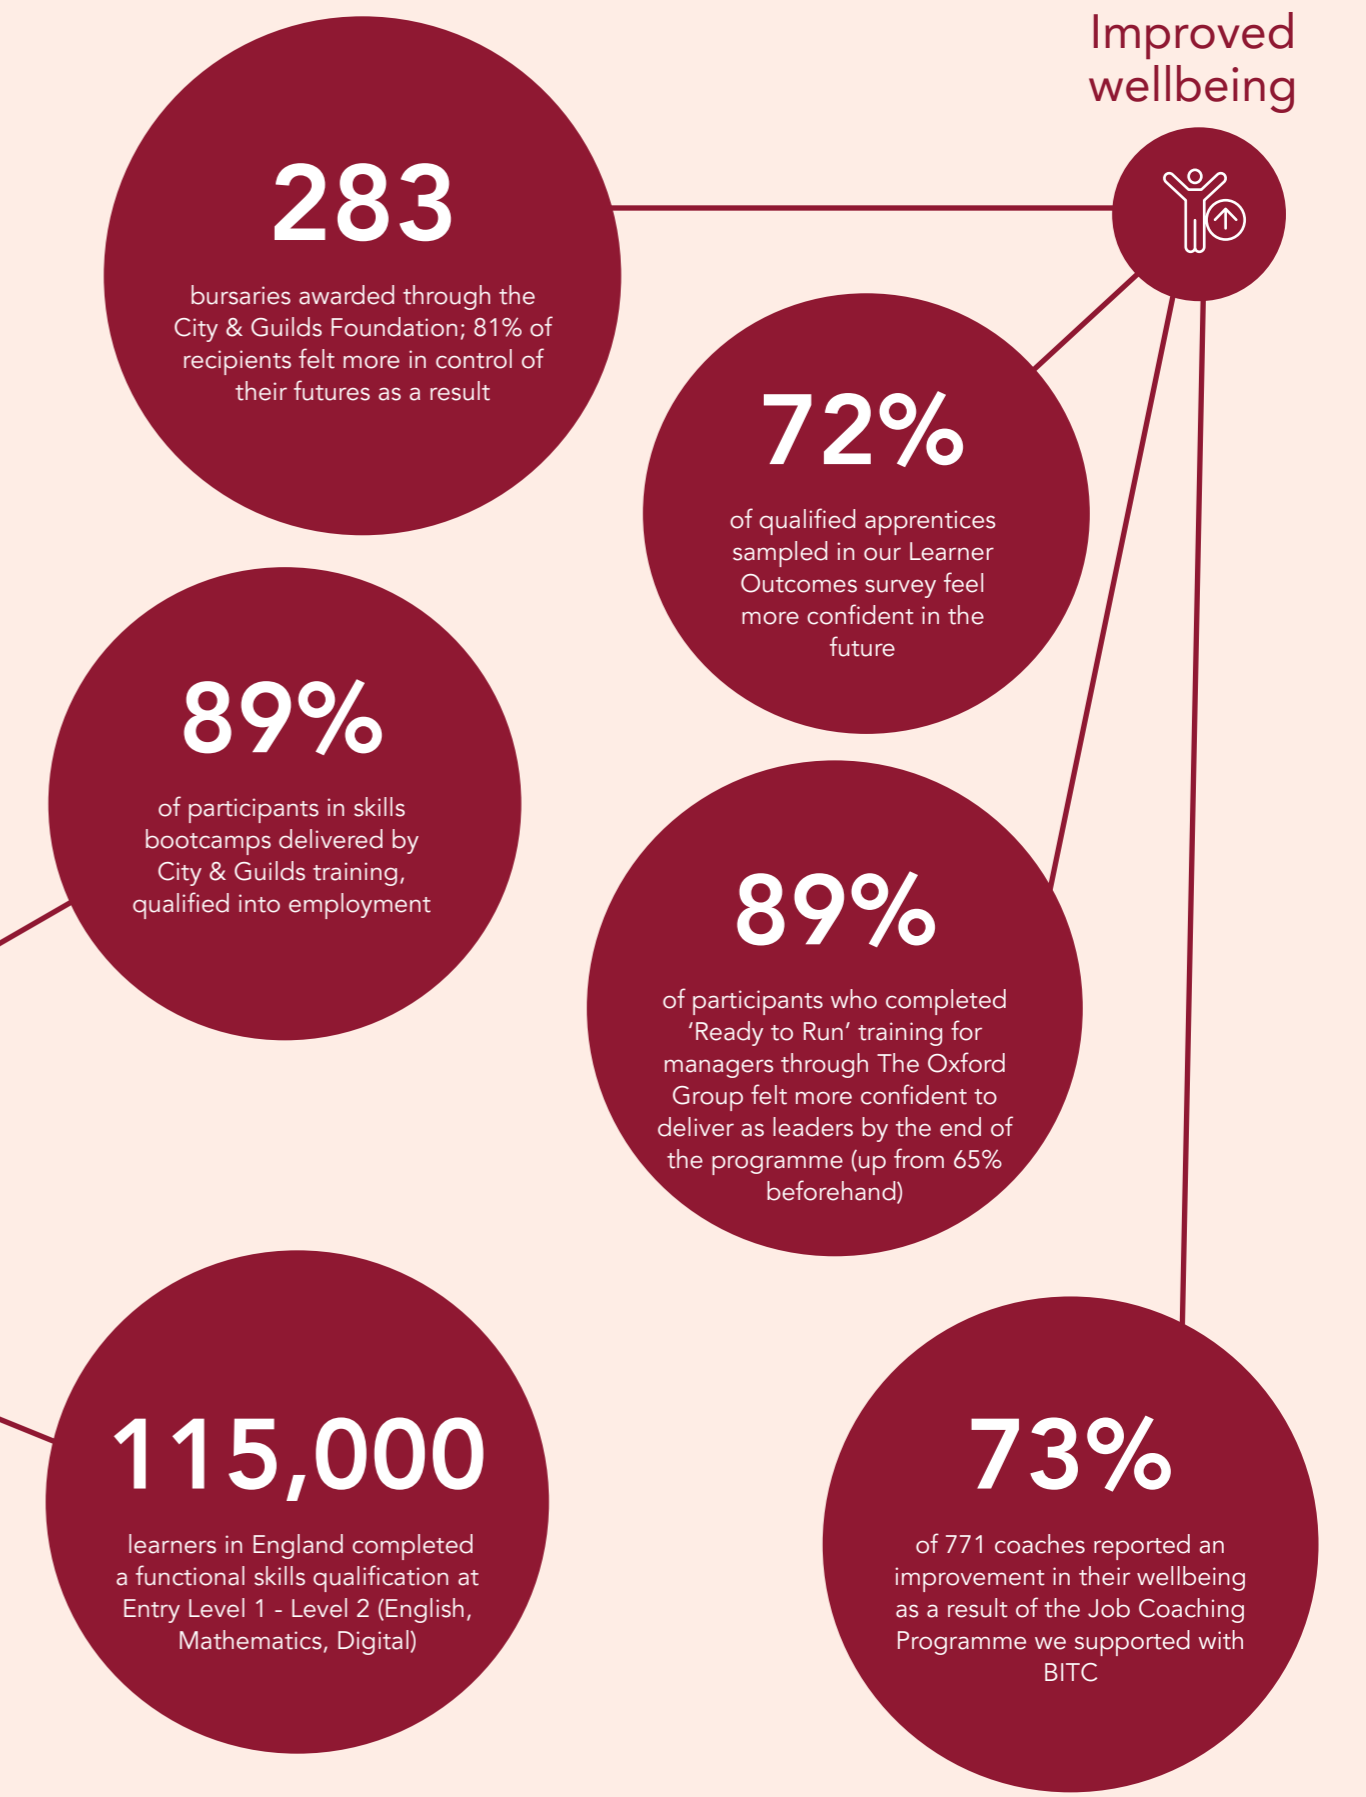 Improved
wellbeing
283
bursaries awarded through the
City & Guilds Foundation; 81% of
recipients felt more in control of
their futures as a result
72%
of qualified apprentices
sampled in our Learner
Outcomes survey feel
more confident in the
future
89%
of participants in skills
bootcamps delivered by
City & Guilds training,
qualified into employment
89%
of participants who completed
‘Ready to Run’ training for
managers through The Oxford
Group felt more confident to
deliver as leaders by the end of
the programme (up from 65%
beforehand)
115,000
learners in England completed
a functional skills qualification at
Entry Level 1 - Level 2 (English,
Mathematics, Digital)
73%
of 771 coaches reported an
improvement in their wellbeing
as a result of the Job Coaching
Programme we supported with
BITC